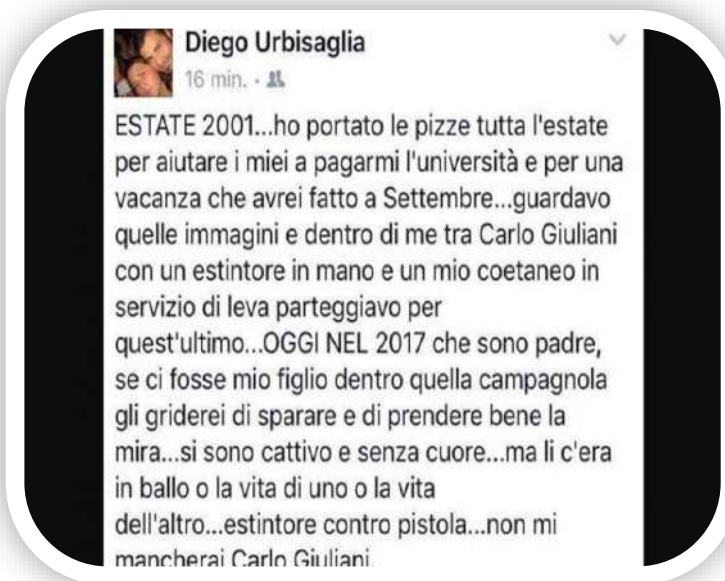 Diego Urbisaglia
16 min. ·
ESTATE 2001...ho portato le pizze tutta l'estate
per aiutare i miei a pagarmi l'università e per una
vacanza che avrei fatto a Settembre...guardavo
quelle immagini e dentro di me tra Carlo Giuliani
con un estintore in mano e un mio coetaneo in
servizio di leva parteggiavo per
quest'ultimo...OGGI NEL 2017 che sono padre,
se ci fosse mio figlio dentro quella campagnola
gli griderei di sparare e di prendere bene la
mira...si sono cattivo e senza cuore...ma li c'era
in ballo o la vita di uno o la vita
dell'altro...estintore contro pistola...non mi
mancherai Carlo Giuliani.